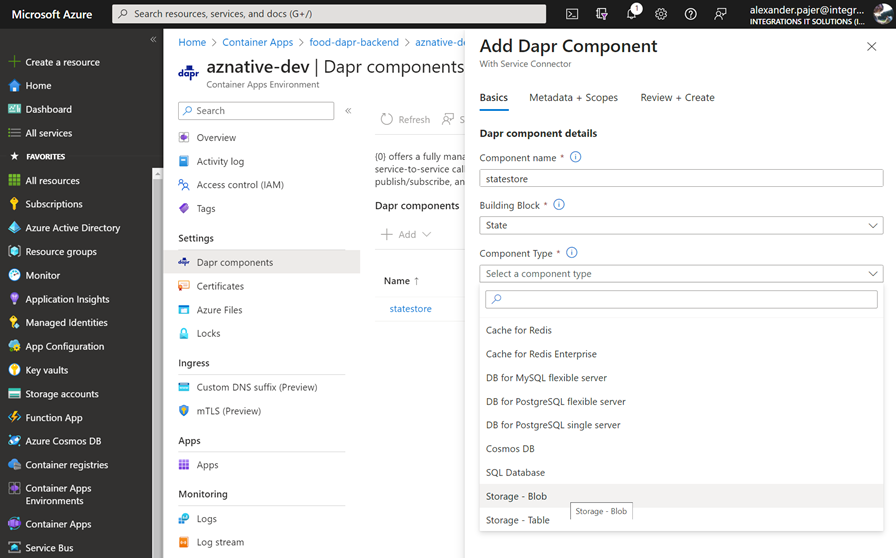 Microsoft Azure
Search resources, services, and docs (G+/)
1
alexander.pajer@integr...
INTEGRATIONS IT SOLUTIONS (I...
«
Create a resource
Home
Dashboard
All services
FAVORITES
All resources
Subscriptions
Azure Active Directory
Resource groups
Monitor
Application Insights
Managed Identities
App Configuration
Key vaults
Storage accounts
Function App
Azure Cosmos DB
Container registries
Container Apps
Environments
Container Apps
Service Bus
Home > Container Apps > food-dapr-backend > aznative-de
dapr
aznative-dev | Dapr components
Container Apps Environment
Search
«
Overview
Activity log
Access control (IAM)
Tags
Settings
Dapr components
Certificates
Azure Files
Locks
Ingress
Custom DNS suffix (Preview)
mTLS (Preview)
Apps
Apps
Monitoring
Logs
Log stream
Refresh S
{0} offers a fully mana
service-to-service call
publish/subscribe, an
Dapr components
Add
Name ↑
statestore
Add Dapr Component
With Service Connector
Basics Metadata + Scopes Review + Create
Dapr component details
Component name *
statestore
Building Block *
State
Component Type *
Select a component type
Cache for Redis
Cache for Redis Enterprise
DB for MySQL flexible server
DB for PostgreSQL flexible server
DB for PostgreSQL single server
Cosmos DB
SQL Database
Storage - Blob
Storage - Blob
Storage - Table